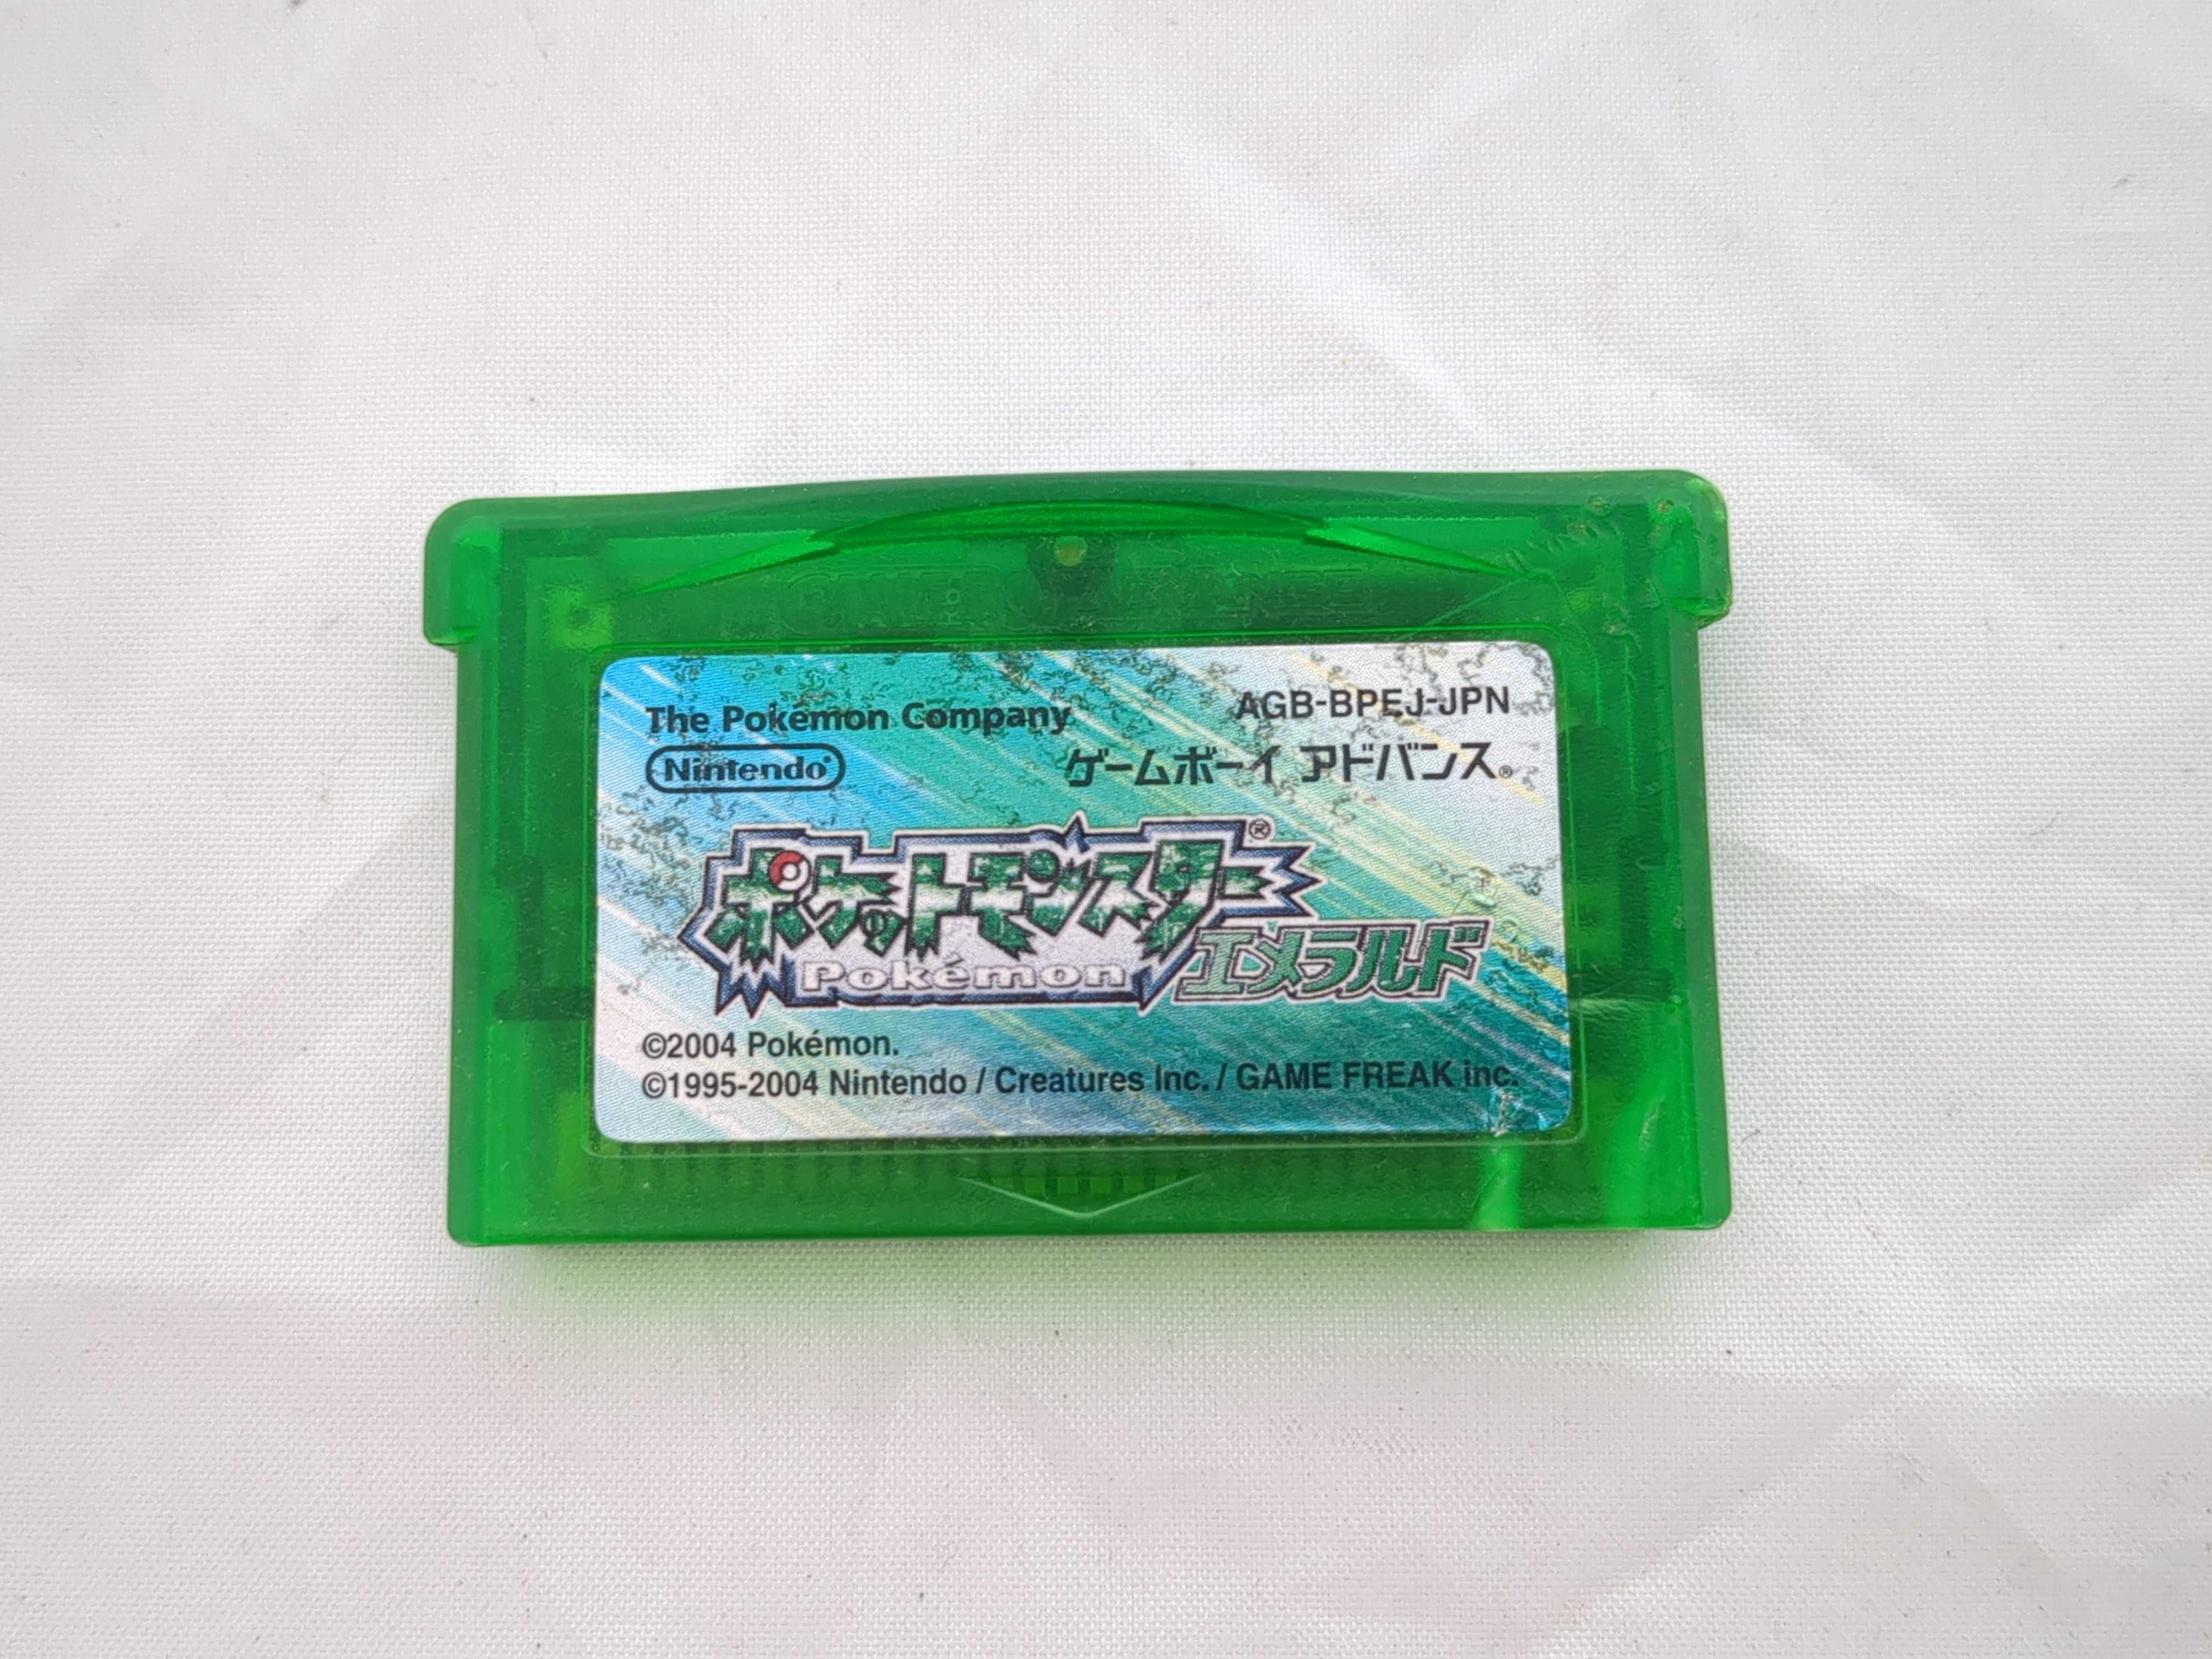 The Pokémon Company
AGB-BPEJ-JPN
Nintendo®
ゲームボーイ アドバンス®
ポケットモンスター®
Pokémon
エメラルド
©2004 Pokémon.
©1995-2004 Nintendo / Creatures Inc. / GAME FREAK inc.